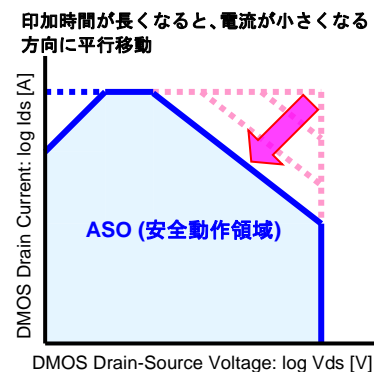 印加時間が長くなると、電流が小さくなる
方向に平行移動
DMOS Drain Current: log Ids [A]
ASO (安全動作領域)
DMOS Drain-Source Voltage: log Vds [V]